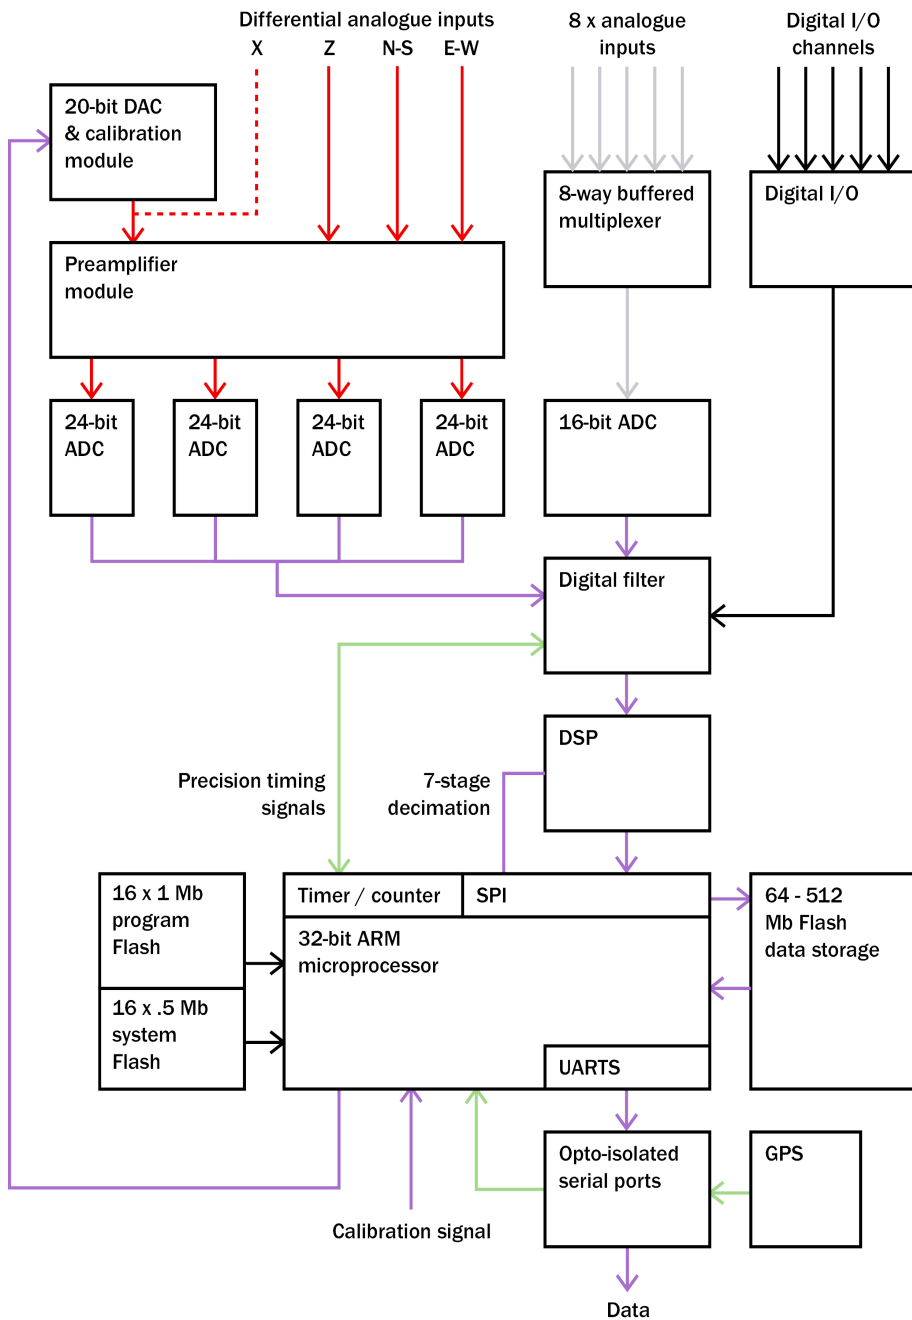 Differential analogue inputs
X
Z
N-S
E-W
8 x analogue
inputs
Digital I/O
channels
20-bit DAC
& calibration
module
8-way buffered
multiplexer
Digital I/O
Preamplifier
module
24-bit
ADC
24-bit
ADC
24-bit
ADC
24-bit
ADC
16-bit ADC
Digital filter
DSP
Precision timing
signals
7-stage
decimation
16 x 1 Mb
program
Flash
16 x .5 Mb
system
Flash
Timer / counter
SPI
32-bit ARM
microprocessor
UARTS
64 - 512
Mb Flash
data storage
Opto-isolated
serial ports
GPS
Calibration signal
Data